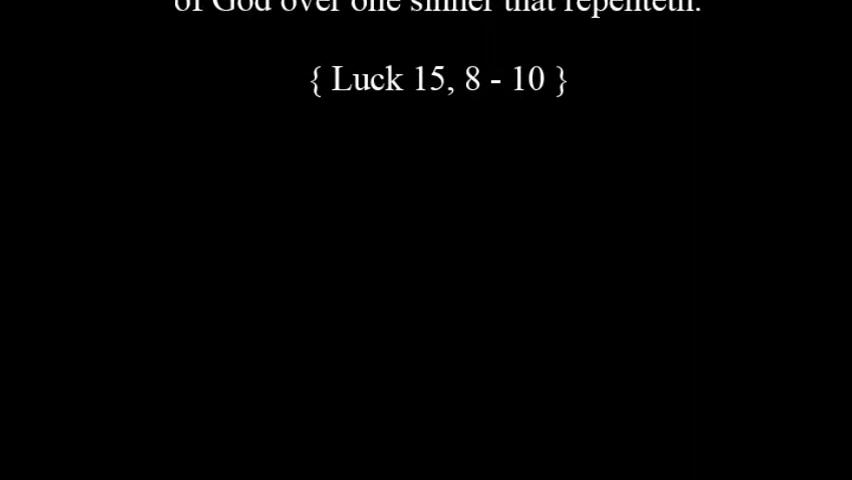 of God over one sinner that repenteth.
{ Luck 15, 8 - 10 }